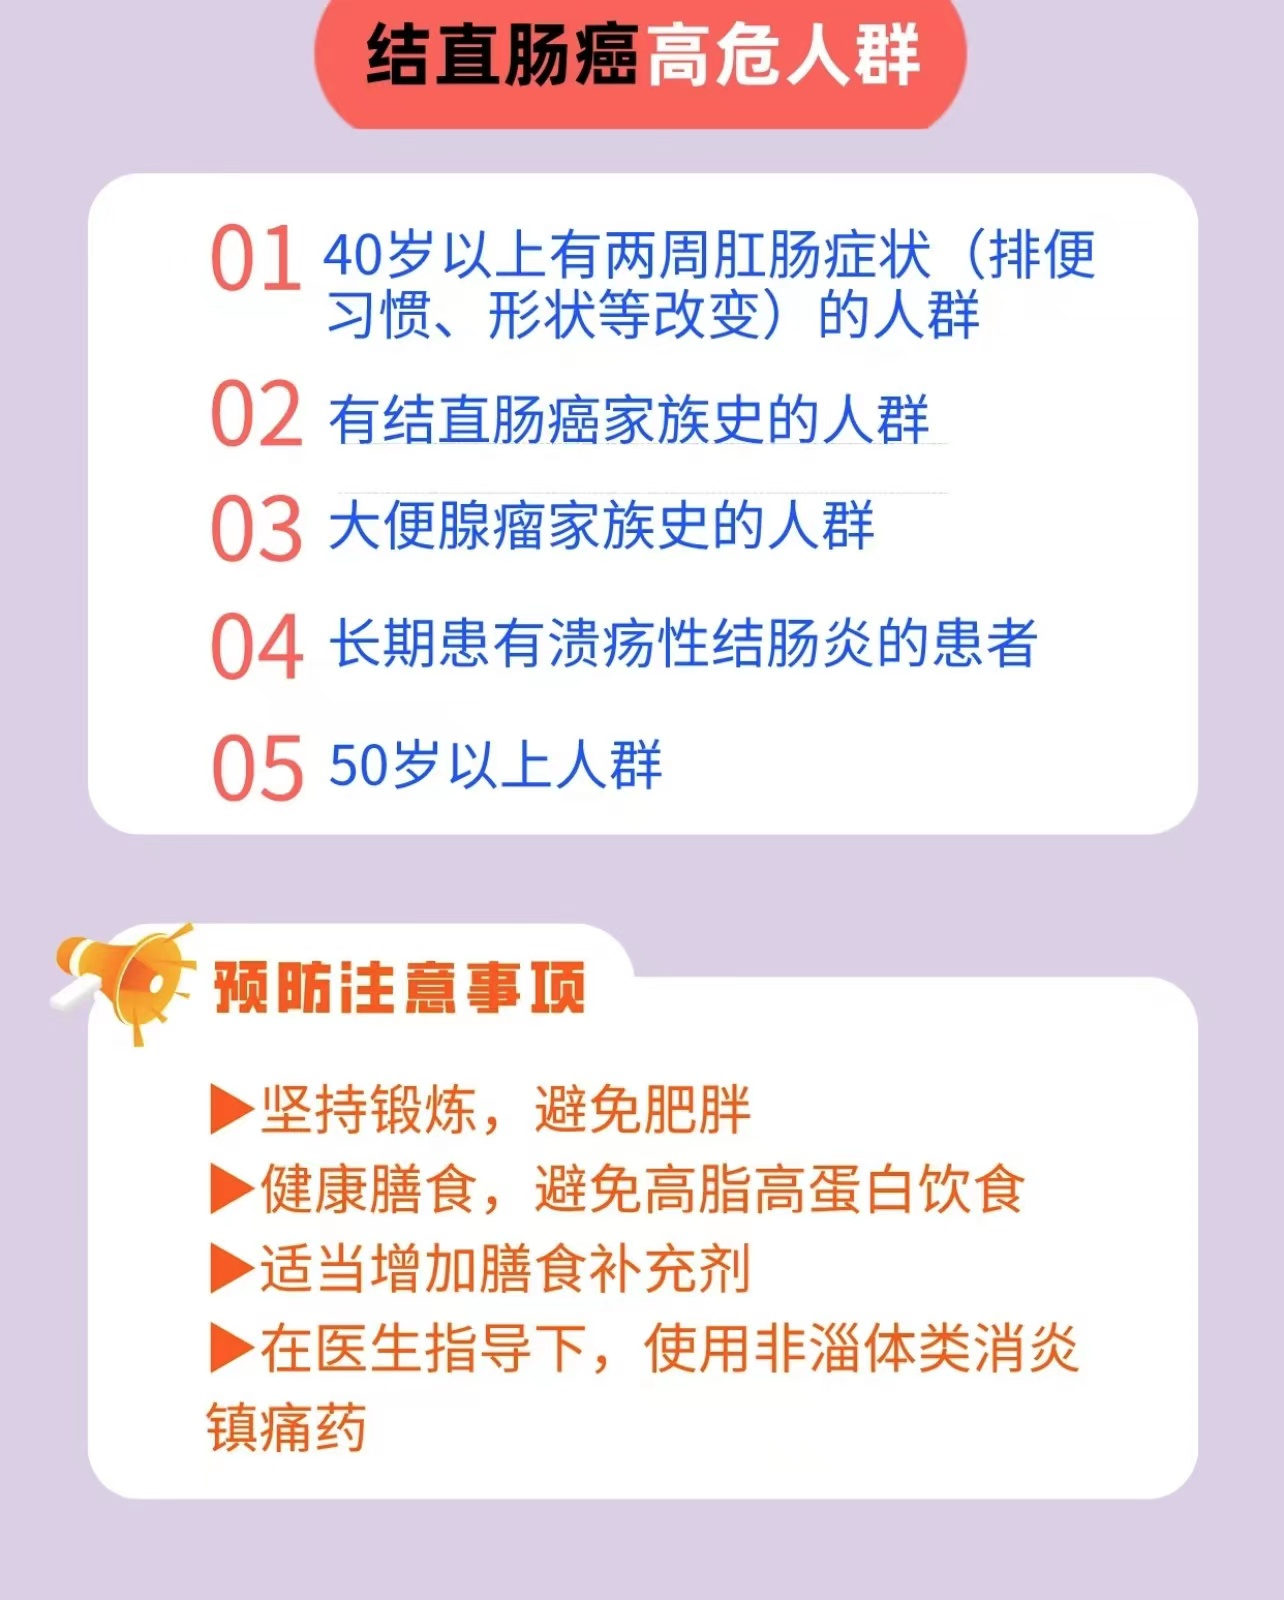 结直肠癌高危人群
01 40岁以上有两周肛肠症状（排便
习惯、形状等改变）的人群
02 有结直肠癌家族史的人群
03 大便腺瘤家族史的人群
04 长期患有溃疡性结肠炎的患者
05 50岁以上人群
预防注意事项
▶坚持锻炼，避免肥胖
▶健康膳食，避免高脂高蛋白饮食
▶适当增加膳食补充剂
▶在医生指导下，使用非淄体类消炎
镇痛药